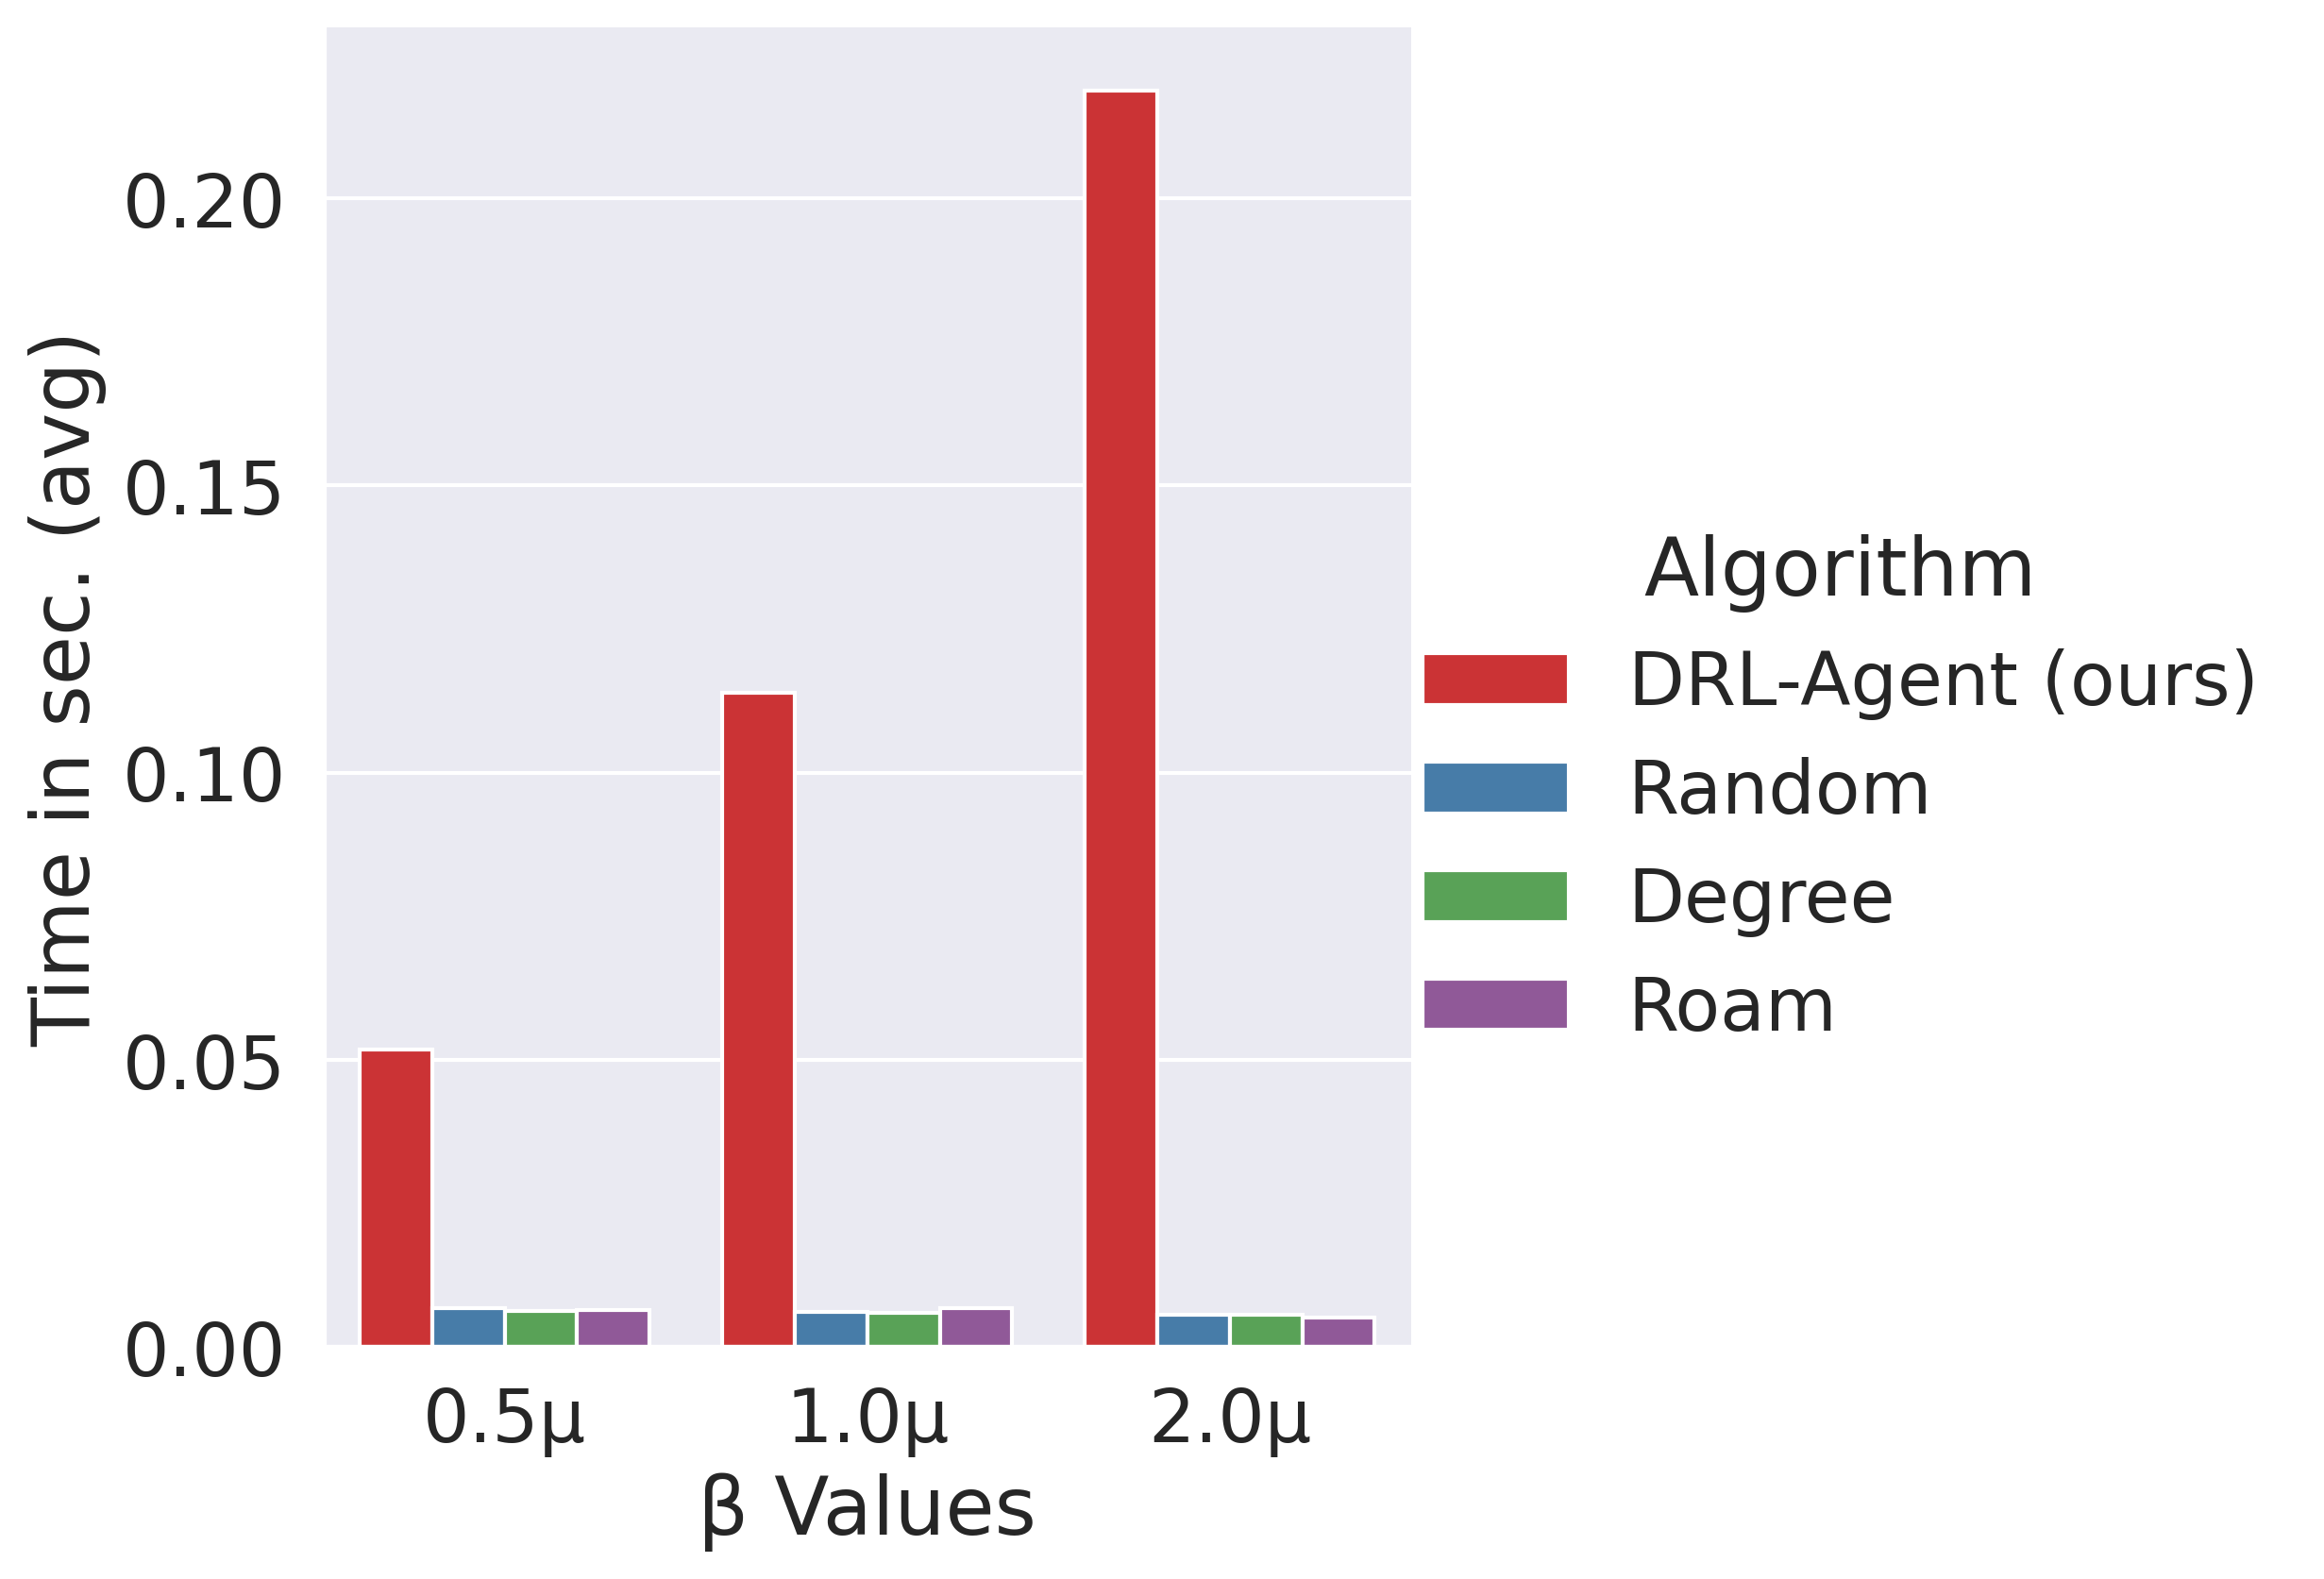 Time in sec. (avg)
0.20
0.15
0.10
0.05
0.00
0.5μ 1.0μ 2.0μ
β Values
Algorithm
DRL-Agent (ours)
Random
Degree
Roam